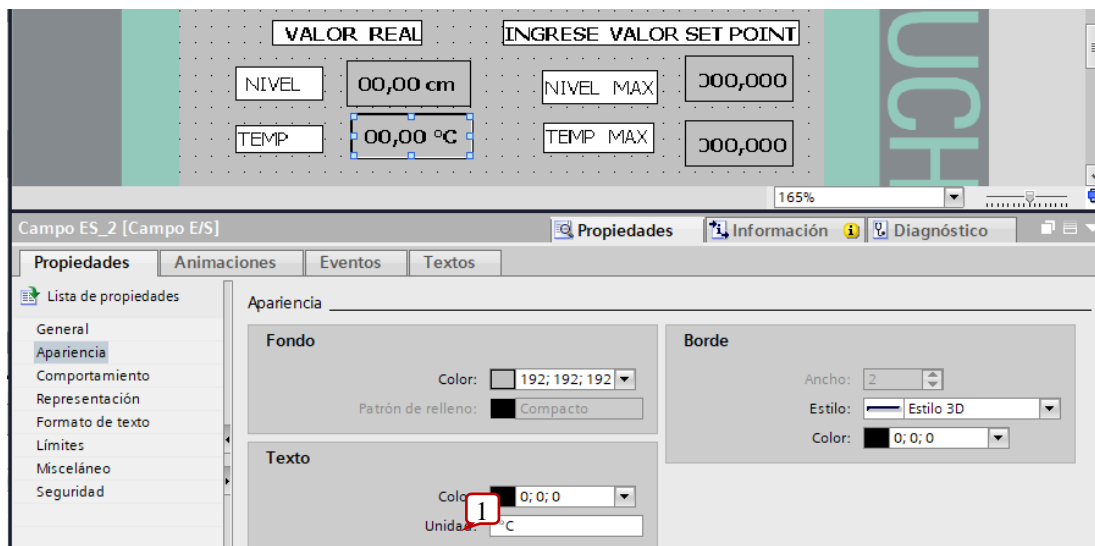 VALOR REAL INGRESE VALOR SET POINT
NIVEL 00,00 cm NIVEL MAX 000,000
TEMP 00,00 °C TEMP MAX 000,000
UCH
165%
Campo ES_2 [Campo E/S] Propiedades Información Diagnóstico
Propiedades Animaciones Eventos Textos
Lista de propiedades
General
Apariencia
Comportamiento
Representación
Formato de texto
Límites
Misceláneo
Seguridad
Apariencia
Fondo
Color: 192; 192; 192
Patrón de relleno: Compacto
Texto
Colo 0; 0; 0
Unidad: °C
1
Borde
Ancho: 2
Estilo: Estilo 3D
Color: 0; 0; 0